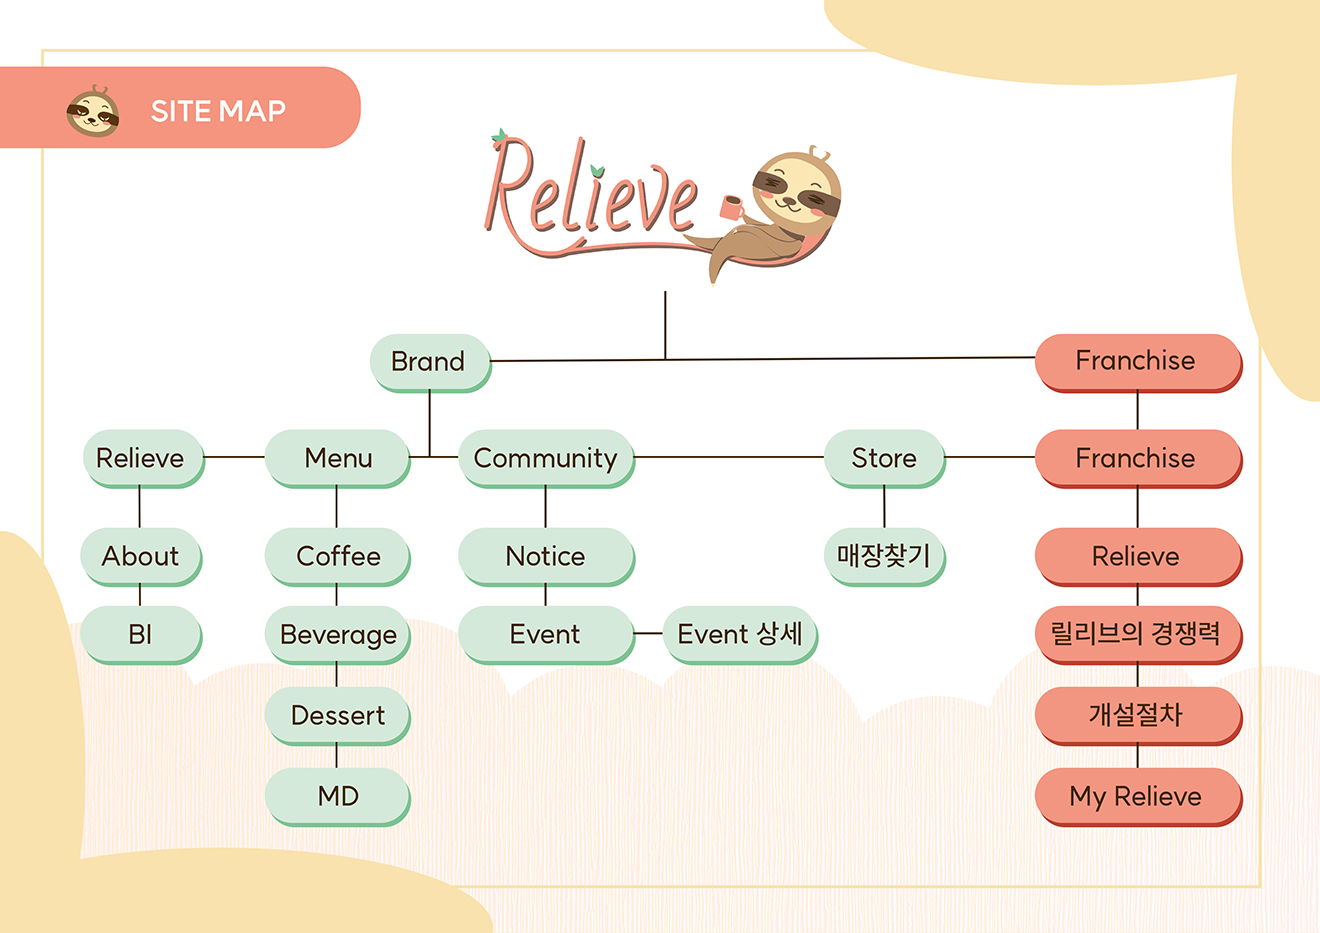 SITE MAP
Relieve
Brand
Franchise
Relieve
Menu
Community
Store
Franchise
About
Coffee
Notice
매장찾기
Relieve
BI
Beverage
Event
Event 상세
릴리브의 경쟁력
Dessert
개설절차
MD
My Relieve